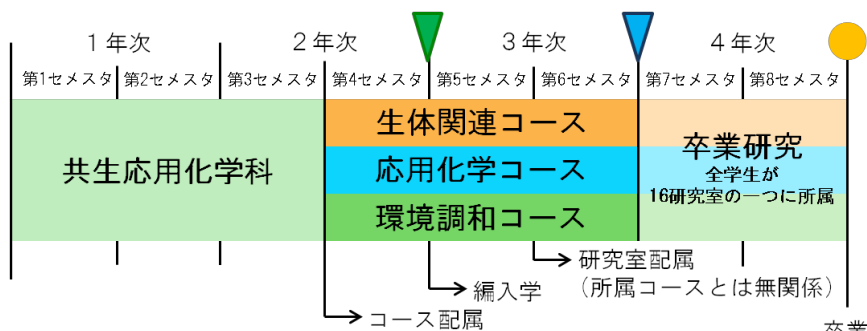 1年次
2年次
3年次
4年次
第1セメスタ
第2セメスタ
第3セメスタ
第4セメスタ
第5セメスタ
第6セメスタ
第7セメスタ
第8セメスタ
共生応用化学科
生体関連コース
応用化学コース
環境調和コース
卒業研究
全学生が
16研究室の一つに所属
研究室配属
(所属コースとは無関係)
編入学
コース配属
卒業